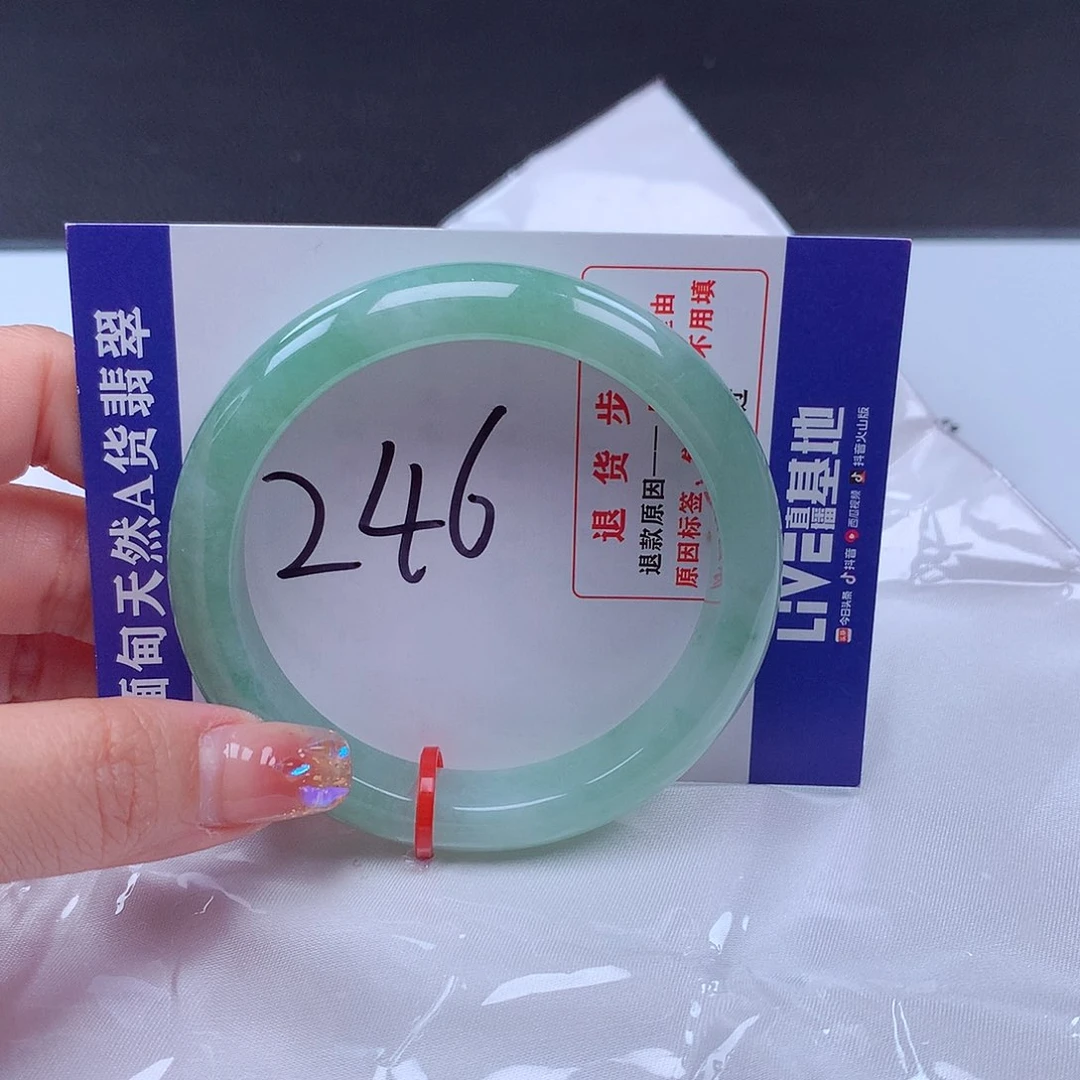 缅甸天然A货翡翠
246
退货步
退款原因——
原因标签、
由
不用填
LiVE直播基地
今日头条 抖音 西瓜视频 抖音火山版